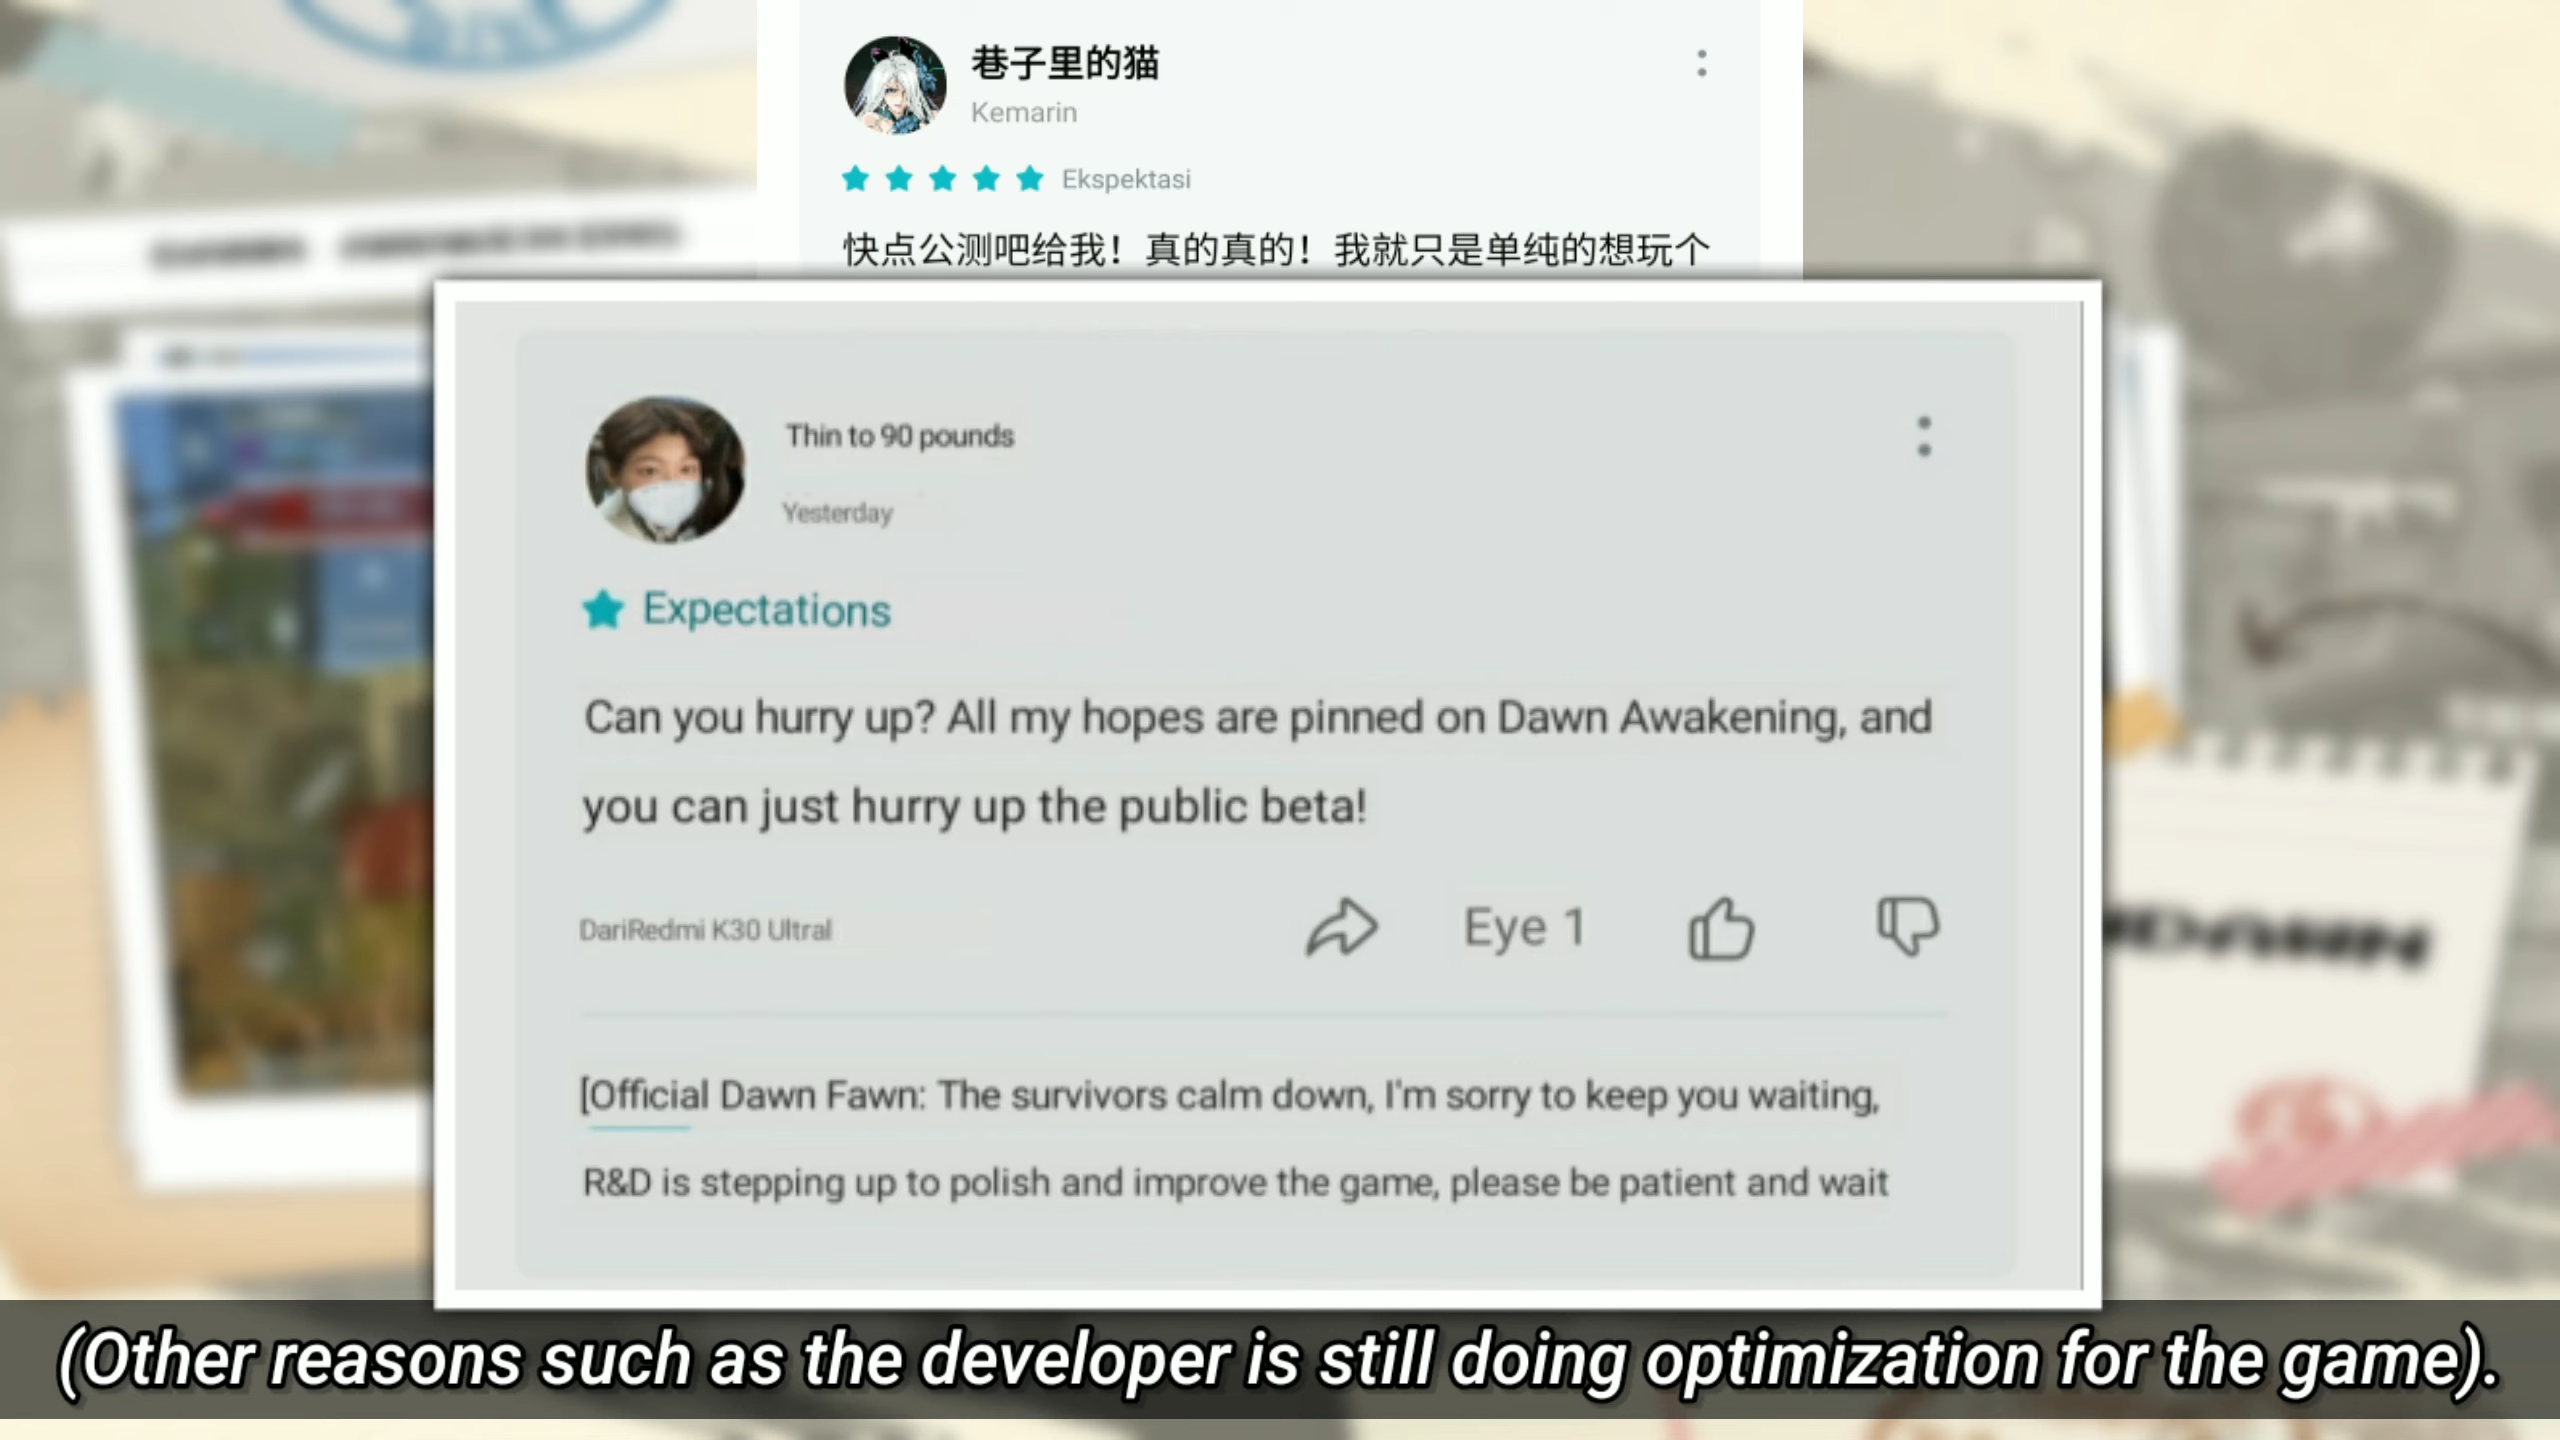 巷子里的猫
Kemarin
Ekspektasi
快点公测吧给我！真的真的！我就只是单纯的想玩个
Thin to 90 pounds
Yesterday
Expectations
Can you hurry up? All my hopes are pinned on Dawn Awakening, and
you can just hurry up the public beta!
DariRedmi K30 Ultral
Eye 1
[Official Dawn Fawn: The survivors calm down, I'm sorry to keep you waiting,
R&D is stepping up to polish and improve the game, please be patient and wait
(Other reasons such as the developer is still doing optimization for the game).